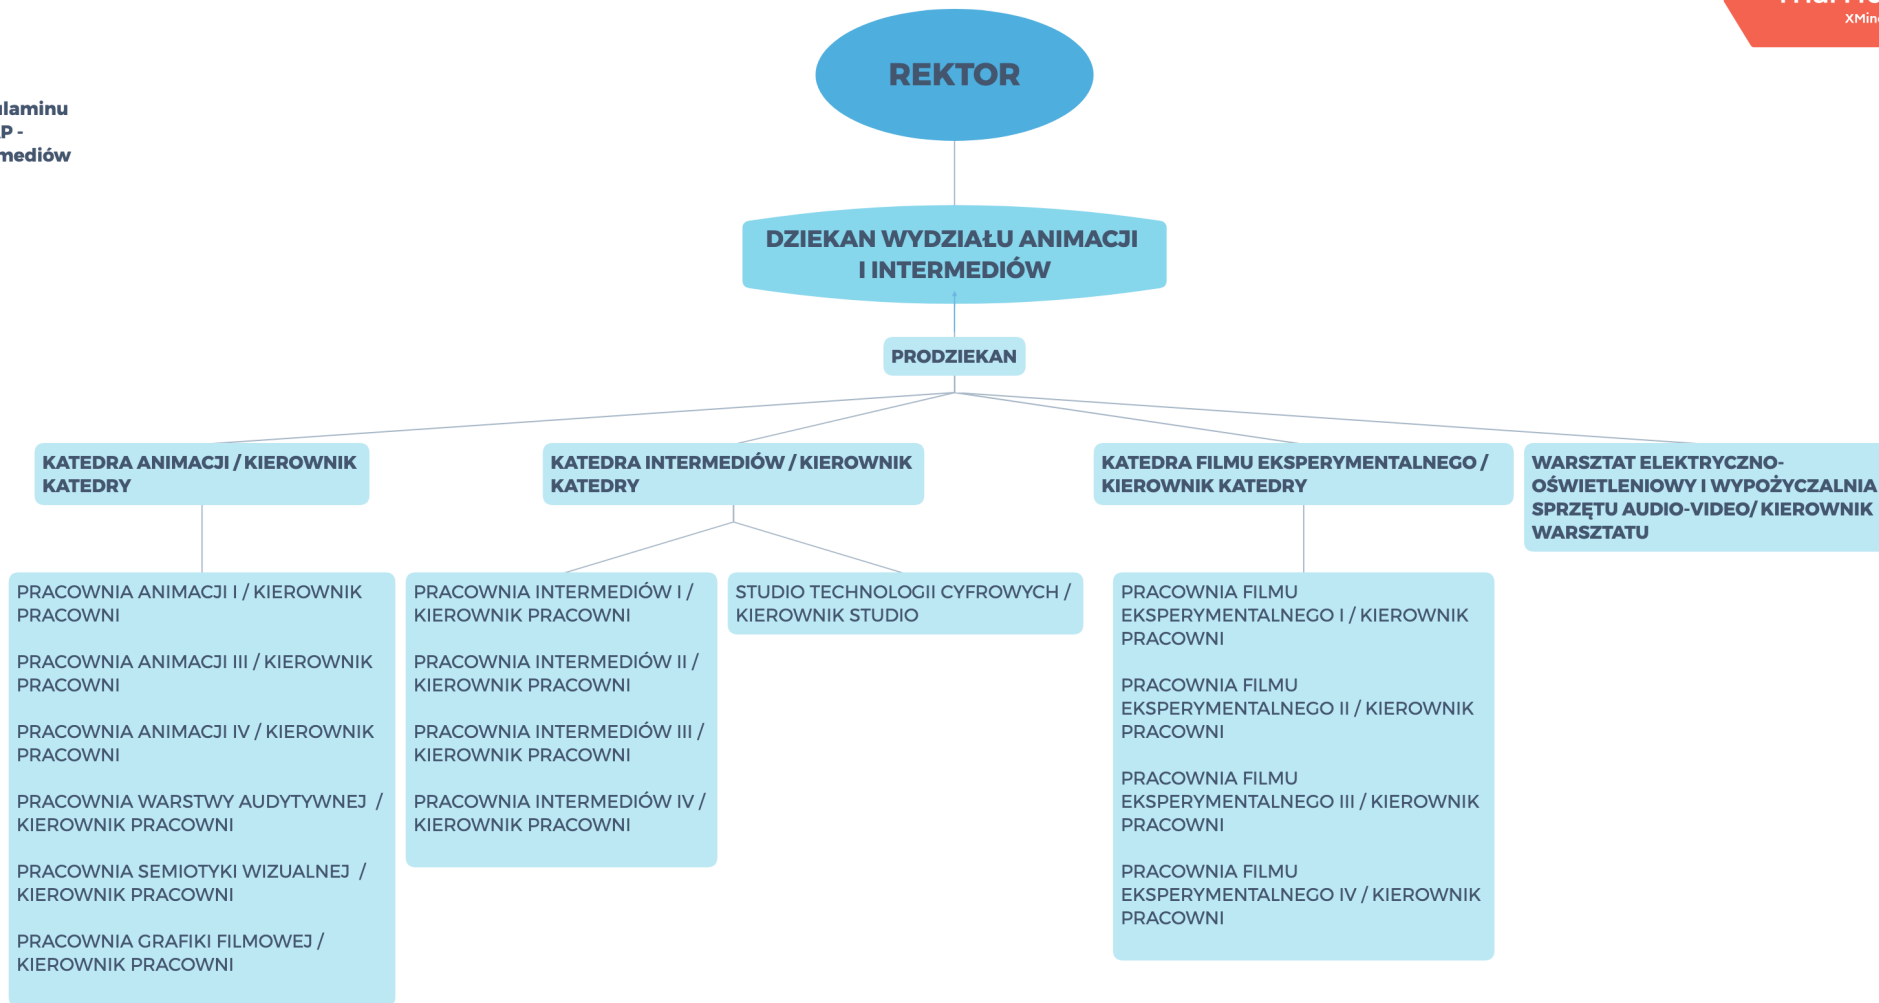 REKTOR
DZIEKAN WYDZIAŁU ANIMACJI
I INTERMEDIÓW
PRODZIEKAN
KATEDRA ANIMACJI / KIEROWNIK
KATEDRY
PRACOWNIA ANIMACJI I / KIEROWNIK
PRACOWNI
PRACOWNIA ANIMACJI III / KIEROWNIK
PRACOWNI
PRACOWNIA ANIMACJI IV / KIEROWNIK
PRACOWNI
PRACOWNIA WARSTWY AUDYTYWNEJ /
KIEROWNIK PRACOWNI
PRACOWNIA SEMIOTYKI WIZUALNEJ /
KIEROWNIK PRACOWNI
PRACOWNIA GRAFIKI FILMOWEJ /
KIEROWNIK PRACOWNI
KATEDRA INTERMEDIÓW / KIEROWNIK
KATEDRY
PRACOWNIA INTERMEDIÓW I /
KIEROWNIK PRACOWNI
PRACOWNIA INTERMEDIÓW II /
KIEROWNIK PRACOWNI
PRACOWNIA INTERMEDIÓW III /
KIEROWNIK PRACOWNI
PRACOWNIA INTERMEDIÓW IV /
KIEROWNIK PRACOWNI
STUDIO TECHNOLOGII CYFROWYCH /
KIEROWNIK STUDIO
KATEDRA FILMU EKSPERYMENTALNEGO /
KIEROWNIK KATEDRY
PRACOWNIA FILMU
EKSPERYMENTALNEGO I / KIEROWNIK
PRACOWNI
PRACOWNIA FILMU
EKSPERYMENTALNEGO II / KIEROWNIK
PRACOWNI
PRACOWNIA FILMU
EKSPERYMENTALNEGO III / KIEROWNIK
PRACOWNI
PRACOWNIA FILMU
EKSPERYMENTALNEGO IV / KIEROWNIK
PRACOWNI
WARSZTAT ELEKTRYCZNO-
OŚWIETLENIOWY I WYPOŻYCZALNIA
SPRZĘTU AUDIO-VIDEO/ KIEROWNIK
WARSZTATU